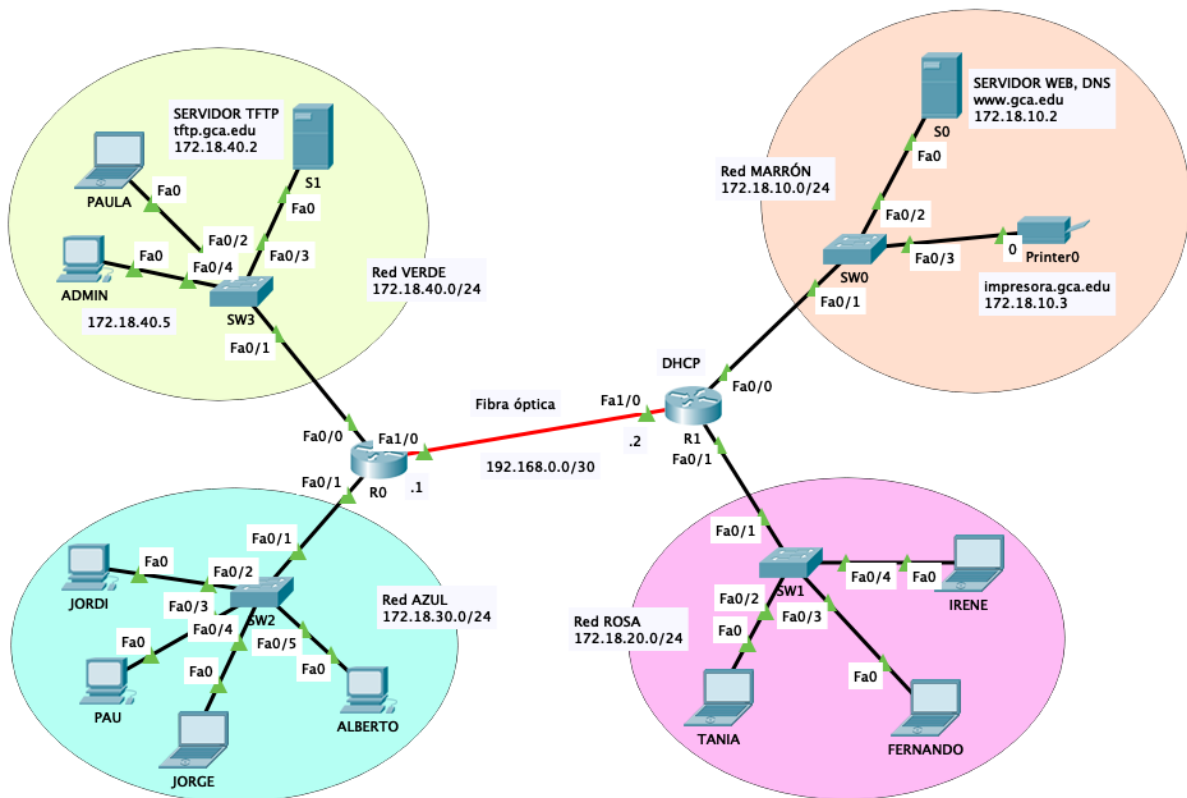 SERVIDOR TFTP
tftp.gca.edu
172.18.40.2
S1
Fa0
PAULA
Fa0
Fa0/2
Fa0/3
Fa0
Fa0/4
ADMIN
172.18.40.5
SW3
Fa0/1
Red VERDE
172.18.40.0/24
SERVIDOR WEB, DNS
www.gca.edu
172.18.10.2
S0
Fa0
Red MARRÓN
172.18.10.0/24
Fa0/2
SW0
Fa0/3
0
Printer0
impresora.gca.edu
172.18.10.3
Fa0/1
DHCP
Fa0/0
Fa1/0
R1
.2
Fa0/1
Fibra óptica
192.168.0.0/30
Fa0/0
Fa1/0
R0
.1
Fa0/1
Fa0/1
Fa0
JORDI
Fa0/2
Fa0/3
SW2
Fa0/4
Fa0/5
Fa0
PAU
Fa0
JORGE
Fa0
ALBERTO
Red AZUL
172.18.30.0/24
Fa0/1
SW1
Fa0/4
Fa0
IRENE
Fa0/2
Fa0/3
Fa0
TANIA
Fa0
FERNANDO
Red ROSA
172.18.20.0/24